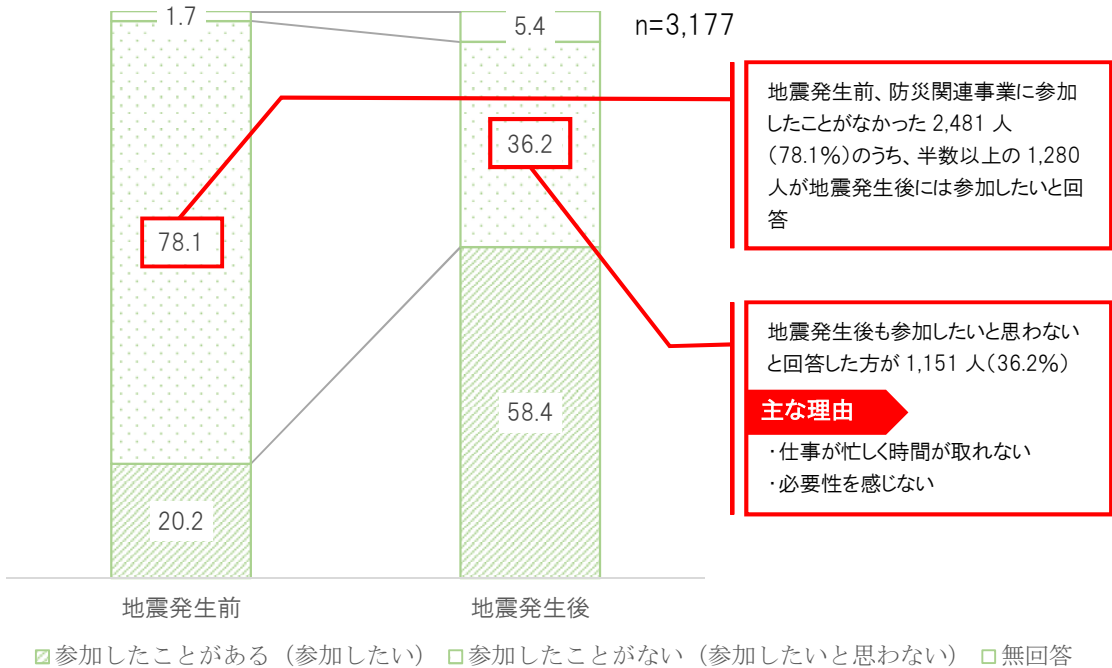 1.7
5.4
n=3,177
地震発生前、防災関連事業に参加
したことがなかった 2,481 人
（78.1％）のうち、半数以上の 1,280
人が地震発生後には参加したいと回
答
36.2
78.1
地震発生後も参加したいと思わない
と回答した方が 1,151 人（36.2％）
主な理由
・仕事が忙しく時間が取れない
・必要性を感じない
58.4
20.2
地震発生前
地震発生後
参加したことがある（参加したい） 参加したことがない（参加したいと思わない） 無回答